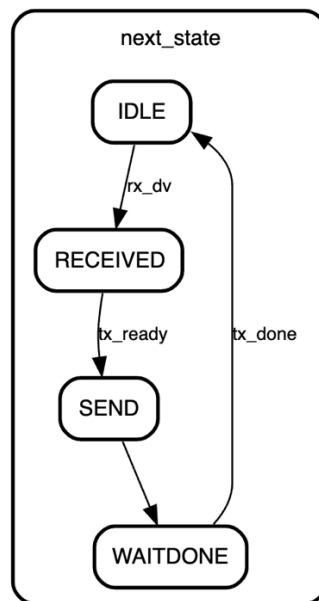 next_state
IDLE
rx_dv
RECEIVED
tx_ready
tx_done
SEND
WAITDONE